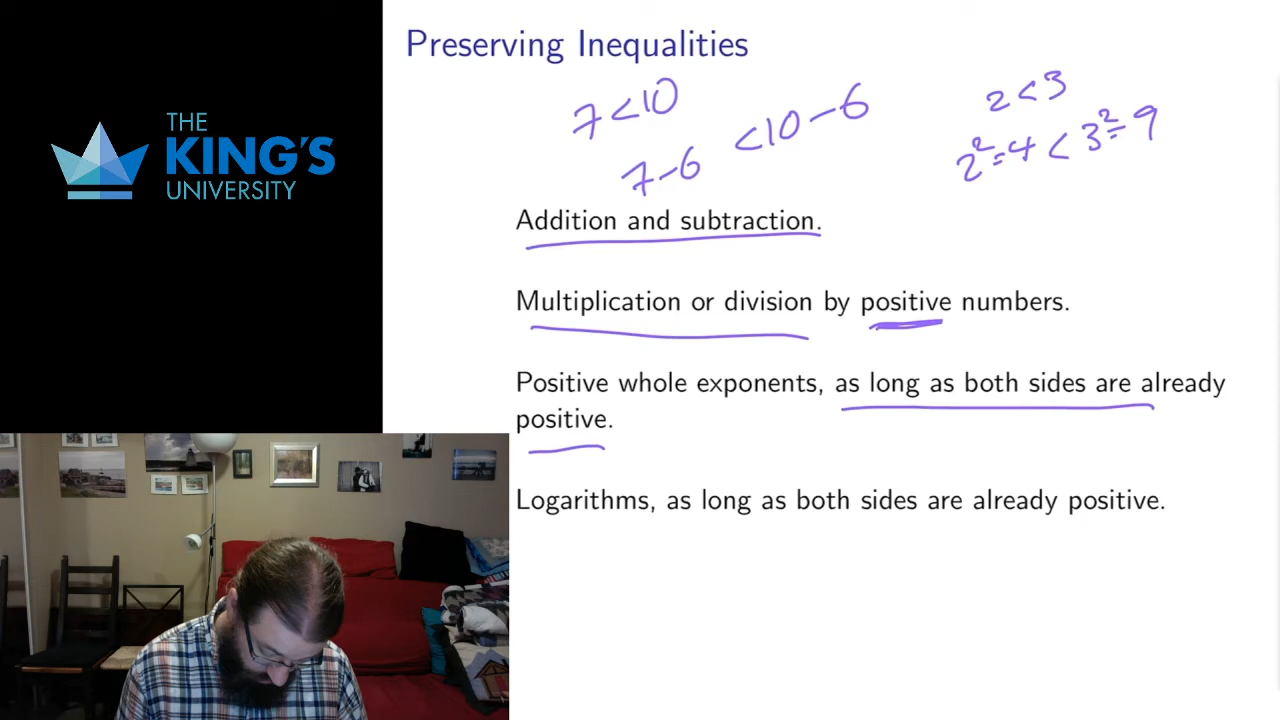 THE
KING'S
UNIVERSITY
Preserving Inequalities
7 < 10
7 - 6 < 10 - 6
2 < 3
2² = 4 < 3² = 9
Addition and subtraction.
Multiplication or division by positive numbers.
Positive whole exponents, as long as both sides are already
positive.
Logarithms, as long as both sides are already positive.